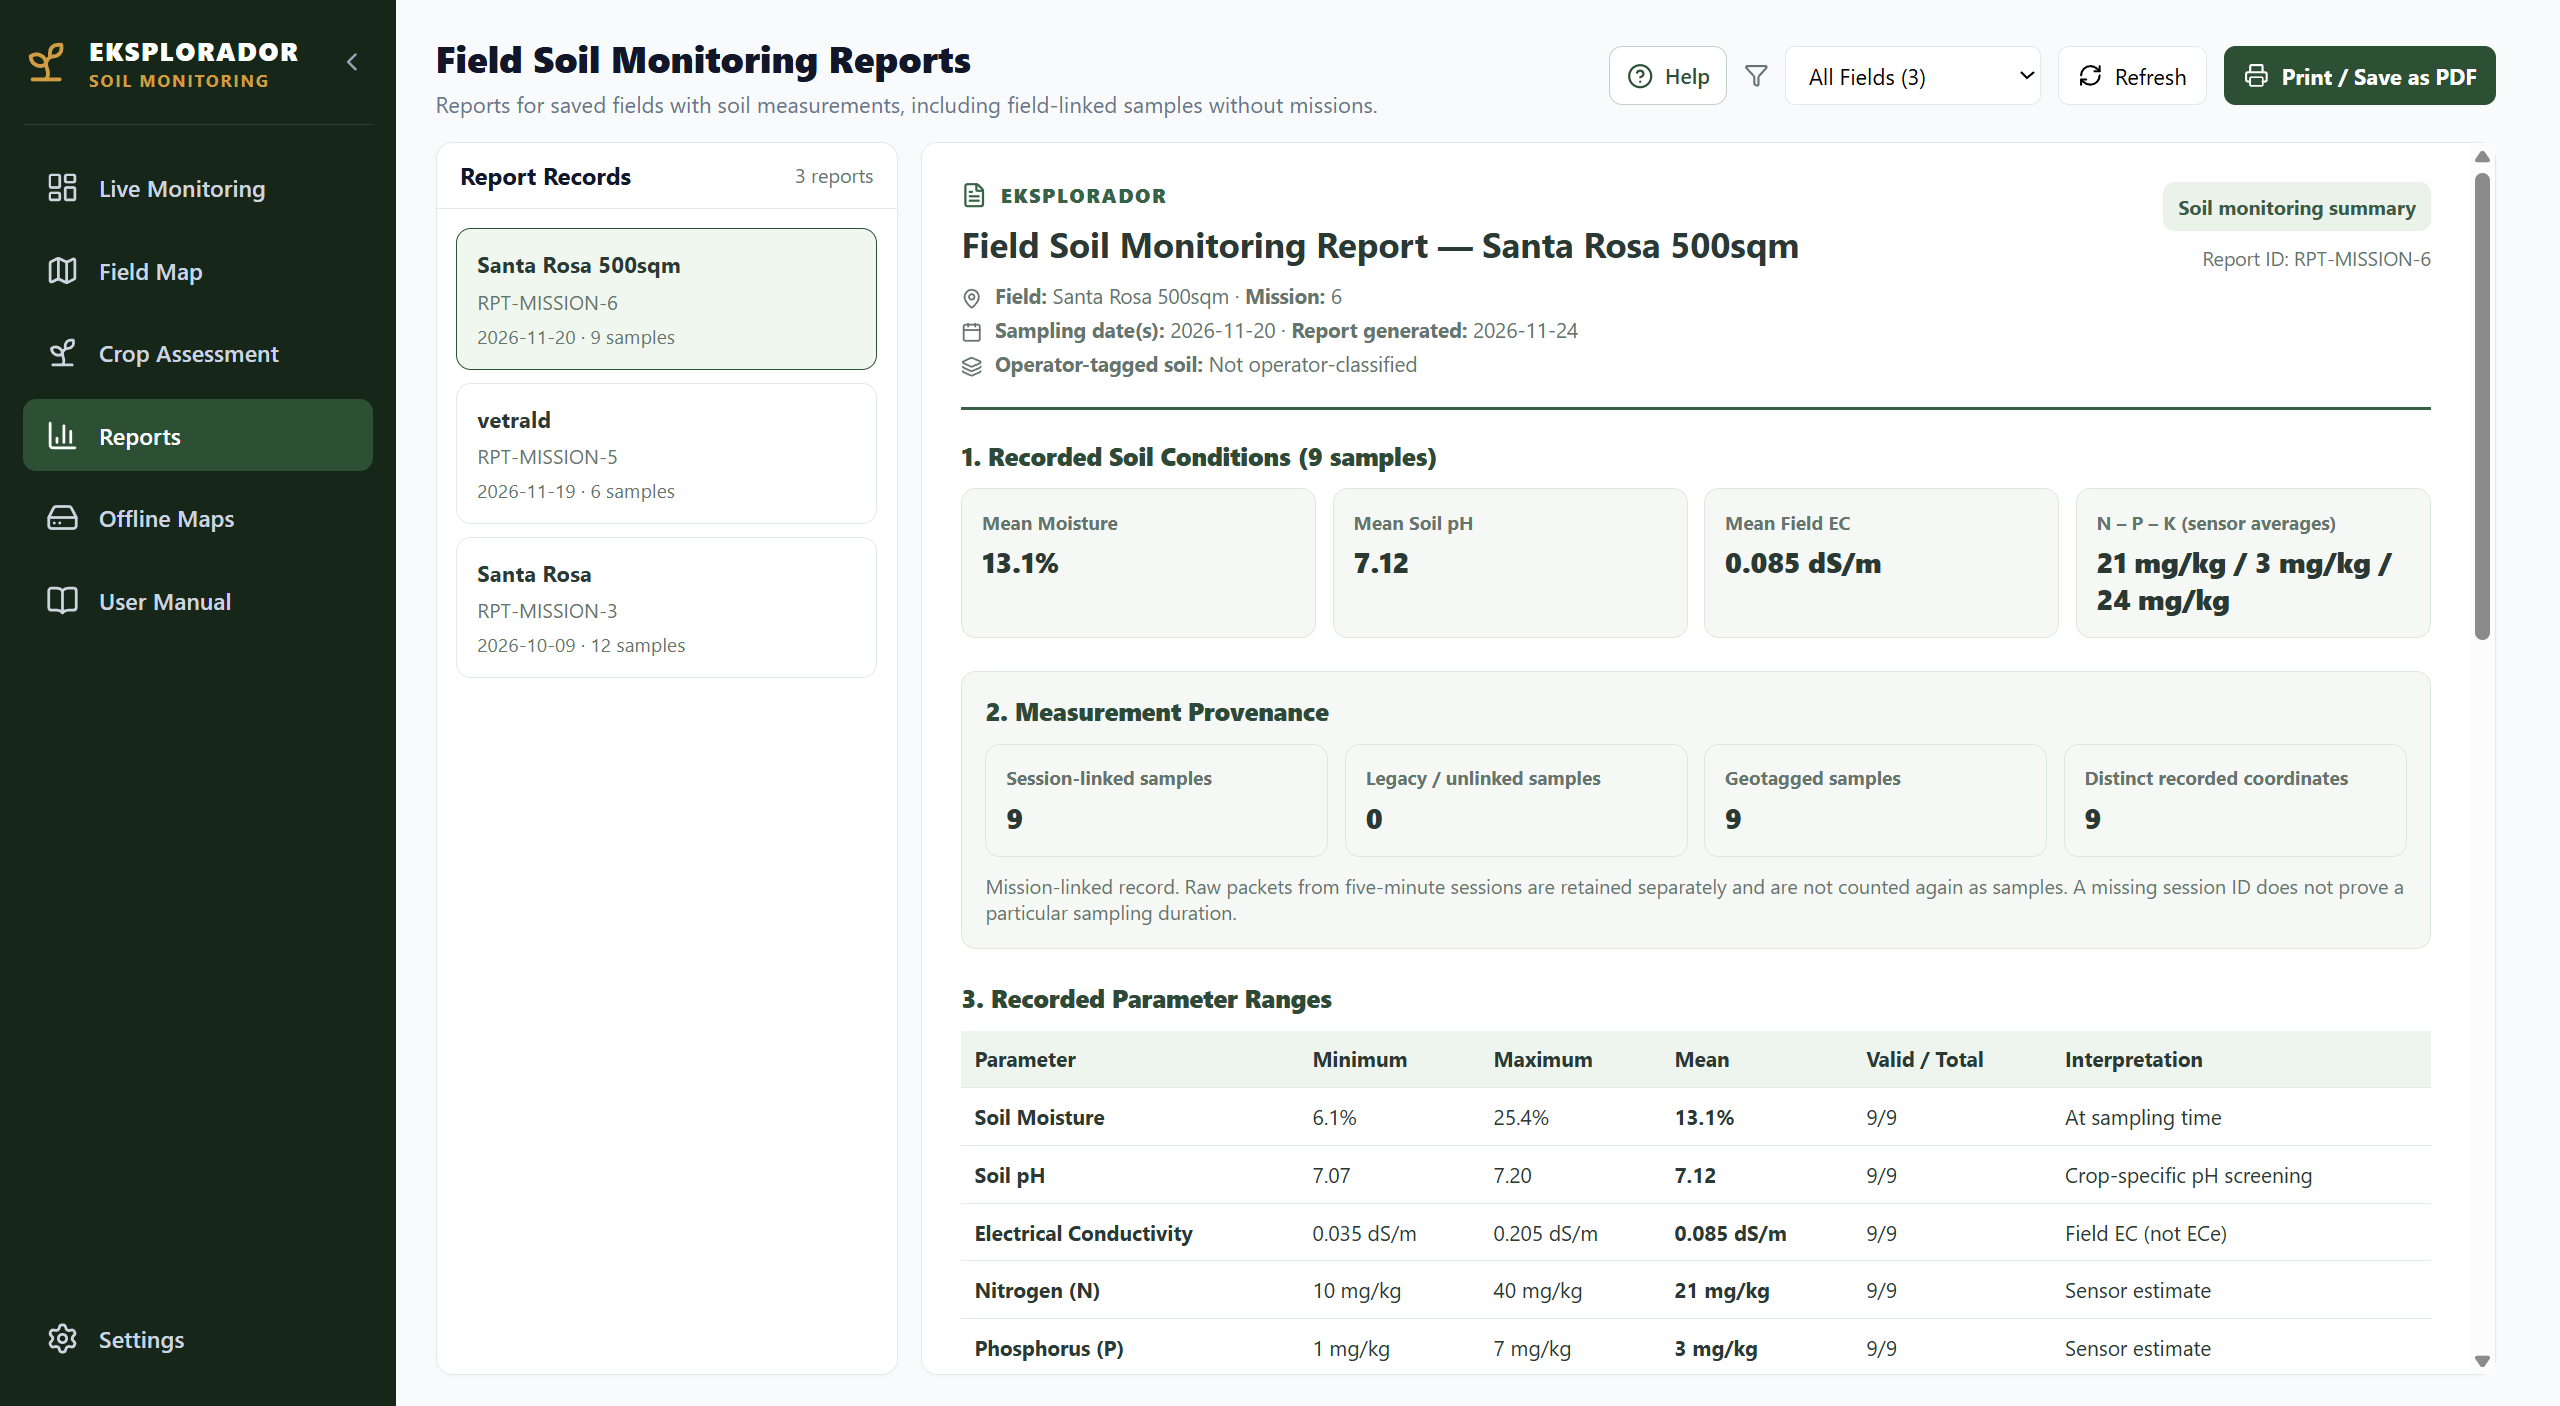 EKSPLORADOR
SOIL MONITORING
Live Monitoring
Field Map
Crop Assessment
Reports
Offline Maps
User Manual
Settings
Field Soil Monitoring Reports
Reports for saved fields with soil measurements, including field-linked samples without missions.
Help
All Fields (3)
Refresh
Print / Save as PDF
Report Records
3 reports
Santa Rosa 500sqm
RPT-MISSION-6
2026-11-20 · 9 samples
vetrald
RPT-MISSION-5
2026-11-19 · 6 samples
Santa Rosa
RPT-MISSION-3
2026-10-09 · 12 samples
EKSPLORADOR
Field Soil Monitoring Report — Santa Rosa 500sqm
Field: Santa Rosa 500sqm · Mission: 6
Sampling date(s): 2026-11-20 · Report generated: 2026-11-24
Operator-tagged soil: Not operator-classified
Soil monitoring summary
Report ID: RPT-MISSION-6
1. Recorded Soil Conditions (9 samples)
Mean Moisture
13.1%
Mean Soil pH
7.12
Mean Field EC
0.085 dS/m
N – P – K (sensor averages)
21 mg/kg / 3 mg/kg /
24 mg/kg
2. Measurement Provenance
Session-linked samples
9
Legacy / unlinked samples
0
Geotagged samples
9
Distinct recorded coordinates
9
Mission-linked record. Raw packets from five-minute sessions are retained separately and are not counted again as samples. A missing session ID does not prove a
particular sampling duration.
3. Recorded Parameter Ranges
Parameter Minimum Maximum Mean Valid / Total Interpretation
Soil Moisture 6.1% 25.4% 13.1% 9/9 At sampling time
Soil pH 7.07 7.20 7.12 9/9 Crop-specific pH screening
Electrical Conductivity 0.035 dS/m 0.205 dS/m 0.085 dS/m 9/9 Field EC (not ECe)
Nitrogen (N) 10 mg/kg 40 mg/kg 21 mg/kg 9/9 Sensor estimate
Phosphorus (P) 1 mg/kg 7 mg/kg 3 mg/kg 9/9 Sensor estimate